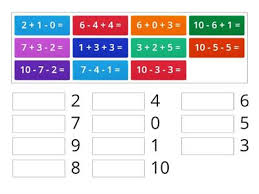 2 + 1 - 0 = 6 - 4 + 4 = 6 + 0 + 3 = 10 - 6 + 1 =
7 + 3 - 2 = 1 + 3 + 3 = 3 + 2 + 5 = 10 - 5 - 5 =
10 - 7 - 2 = 7 - 4 - 1 = 10 - 3 - 3 =
2 4 6
7 0 5
9 1 3
8 10